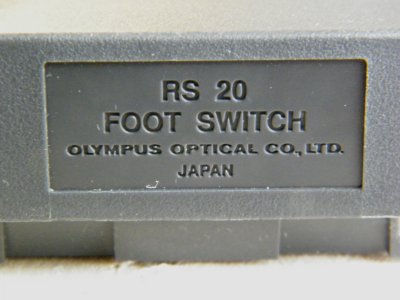 RS 20
FOOT SWITCH
OLYMPUS OPTICAL CO., LTD.
JAPAN